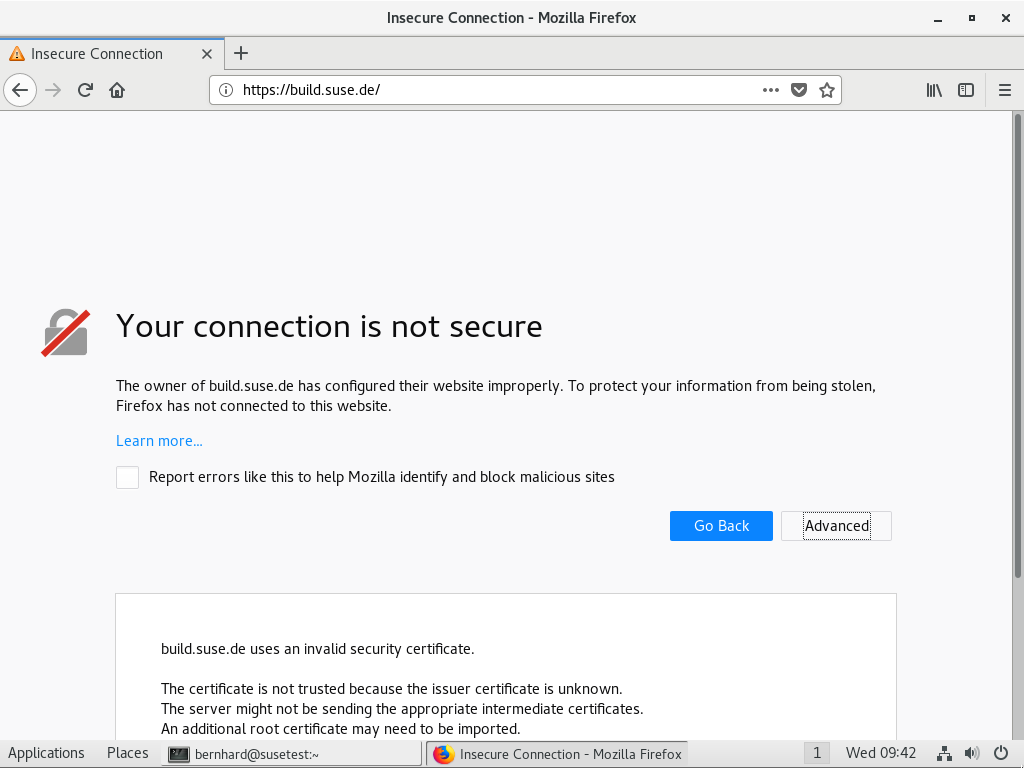 Insecure Connection - Mozilla Firefox
Insecure Connection
https://build.suse.de/
Your connection is not secure
The owner of build.suse.de has configured their website improperly. To protect your information from being stolen,
Firefox has not connected to this website.
Learn more...
Report errors like this to help Mozilla identify and block malicious sites
Go Back Advanced
build.suse.de uses an invalid security certificate.
The certificate is not trusted because the issuer certificate is unknown.
The server might not be sending the appropriate intermediate certificates.
An additional root certificate may need to be imported.
Applications Places bernhard@susetest:~ Insecure Connection - Mozilla Firefox 1 Wed 09:42